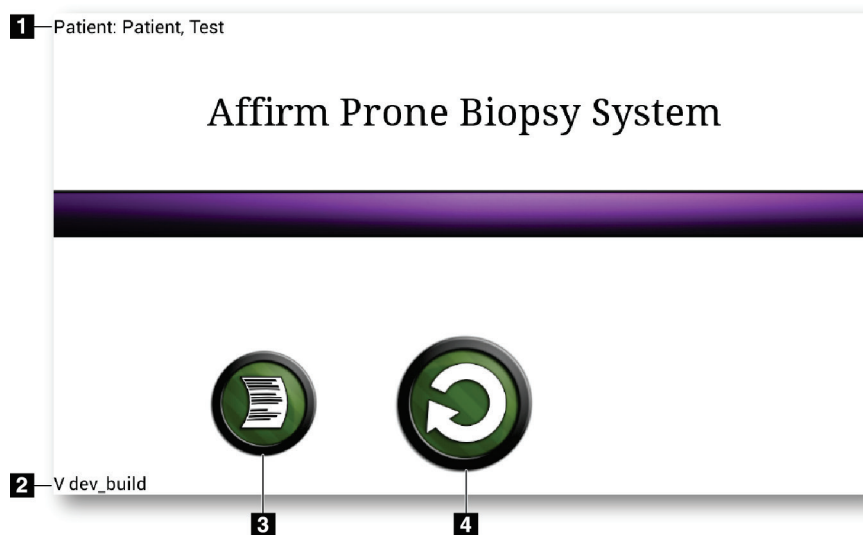 1 Patient: Patient, Test
Affirm Prone Biopsy System
2 V dev_build
3 4